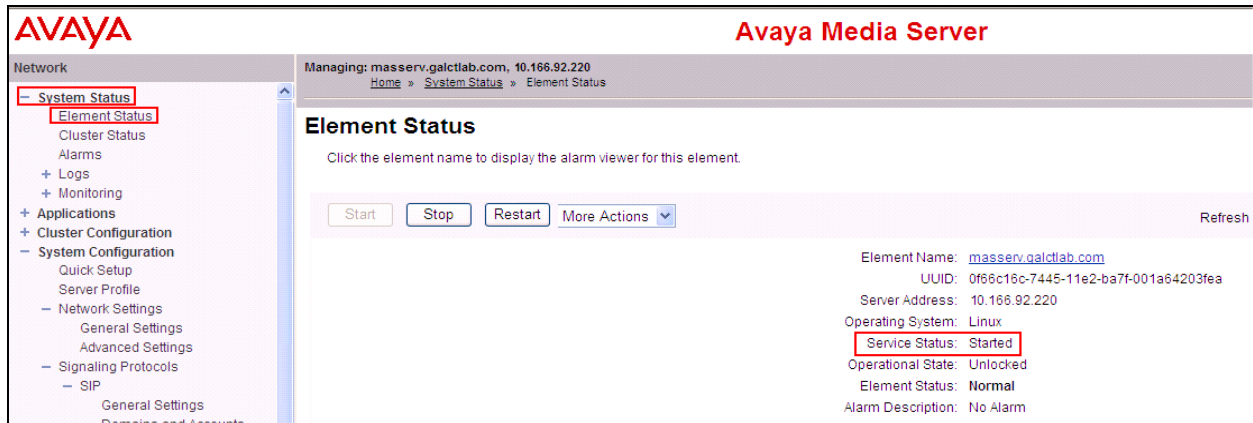 AVAYA
Avaya Media Server
Network
− System Status
Element Status
Cluster Status
Alarms
+ Logs
+ Monitoring
+ Applications
+ Cluster Configuration
− System Configuration
Quick Setup
Server Profile
− Network Settings
General Settings
Advanced Settings
− Signaling Protocols
− SIP
General Settings
Domains and Accounts
Managing: masserv.galctlab.com, 10.166.92.220
Home » System Status » Element Status
Element Status
Click the element name to display the alarm viewer for this element.
Start Stop Restart More Actions Refresh
Element Name: masserv.galctlab.com
UUID: 0f66c16c-7445-11e2-ba7f-001a64203fea
Server Address: 10.166.92.220
Operating System: Linux
Service Status: Started
Operational State: Unlocked
Element Status: Normal
Alarm Description: No Alarm